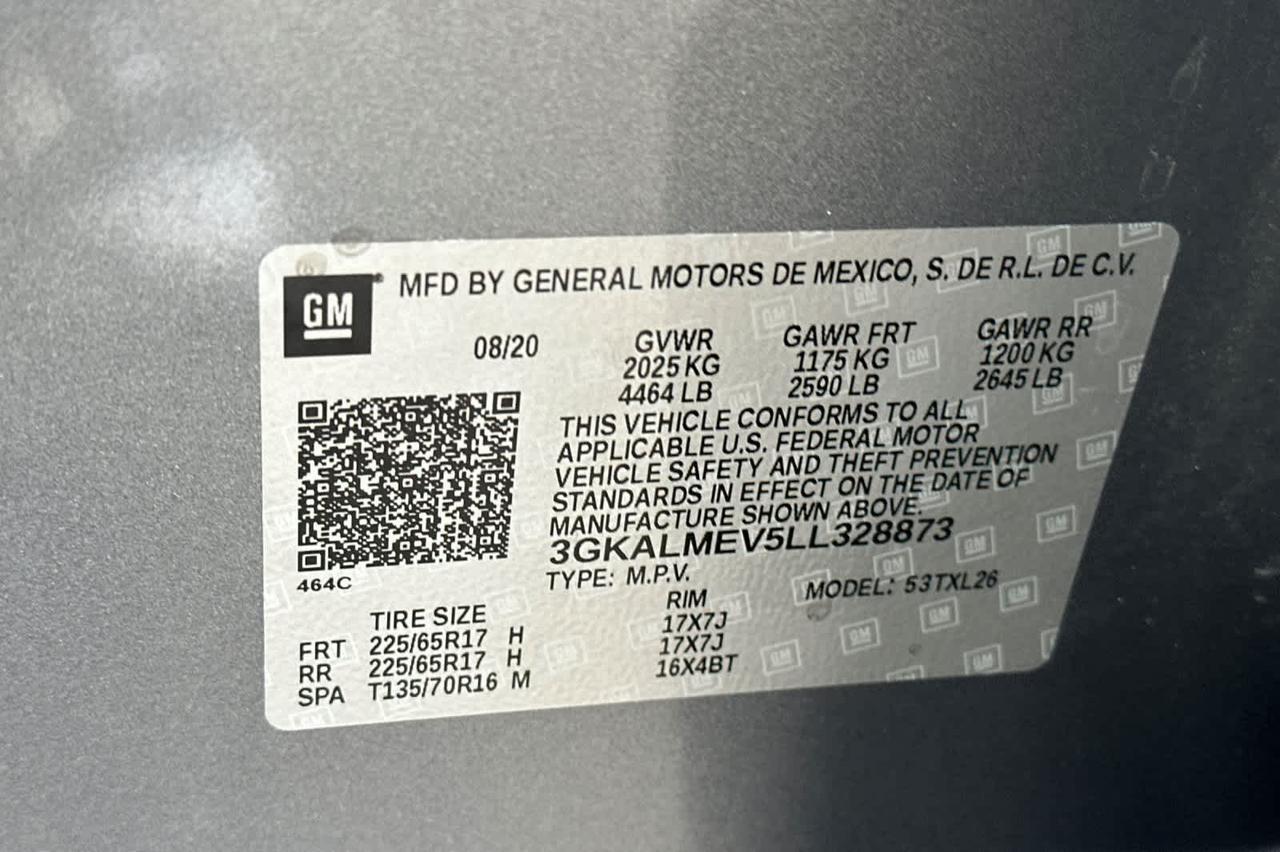 GM
MFD BY GENERAL MOTORS DE MEXICO, S. DE R.L. DE C.V.
08/20
GVWR GAWR FRT GAWR RR
2025 KG 1175 KG 1200 KG
4464 LB 2590 LB 2645 LB
THIS VEHICLE CONFORMS TO ALL
APPLICABLE U.S. FEDERAL MOTOR
VEHICLE SAFETY AND THEFT PREVENTION
STANDARDS IN EFFECT ON THE DATE OF
MANUFACTURE SHOWN ABOVE.
3GKALMEV5LL328873
464C
TYPE: M.P.V. MODEL: 53TXL26
TIRE SIZE RIM
FRT 225/65R17 H 17X7J
RR 225/65R17 H 17X7J
SPA T135/70R16 M 16X4BT